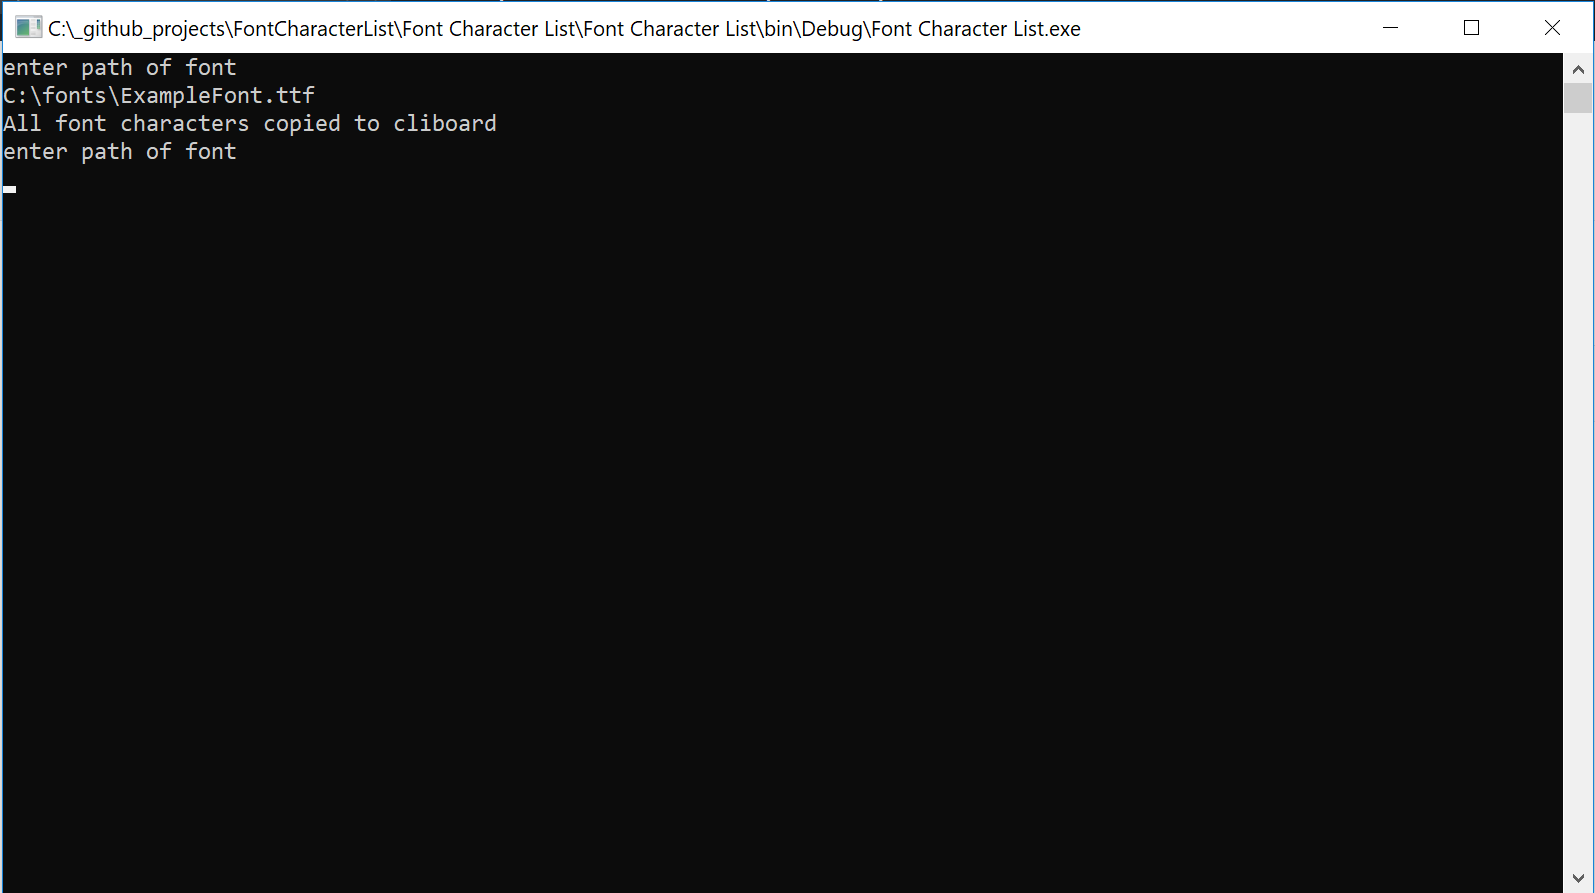 C:\_github_projects\FontCharacterList\Font Character List\Font Character List\bin\Debug\Font Character List.exe
enter path of font
C:\fonts\ExampleFont.ttf
All font characters copied to cliboard
enter path of font